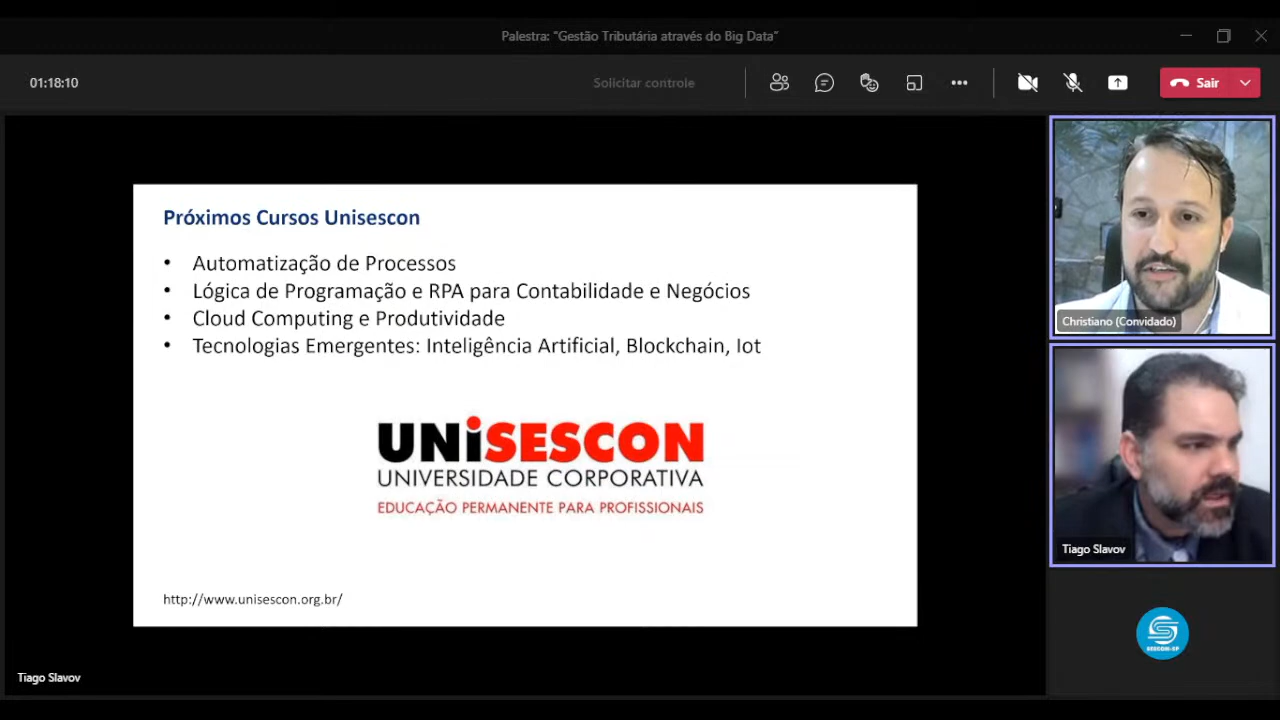 Palestra: "Gestão Tributária através do Big Data"
01:18:10
Solicitar controle
Sair
Próximos Cursos Unisescon
• Automatização de Processos
• Lógica de Programação e RPA para Contabilidade e Negócios
• Cloud Computing e Produtividade
• Tecnologias Emergentes: Inteligência Artificial, Blockchain, Iot
UNiSESCON
UNIVERSIDADE CORPORATIVA
EDUCAÇÃO PERMANENTE PARA PROFISSIONAIS
http://www.unisescon.org.br/
Tiago Slavov
Christiano (Convidado)
Tiago Slavov
SESCON-SP